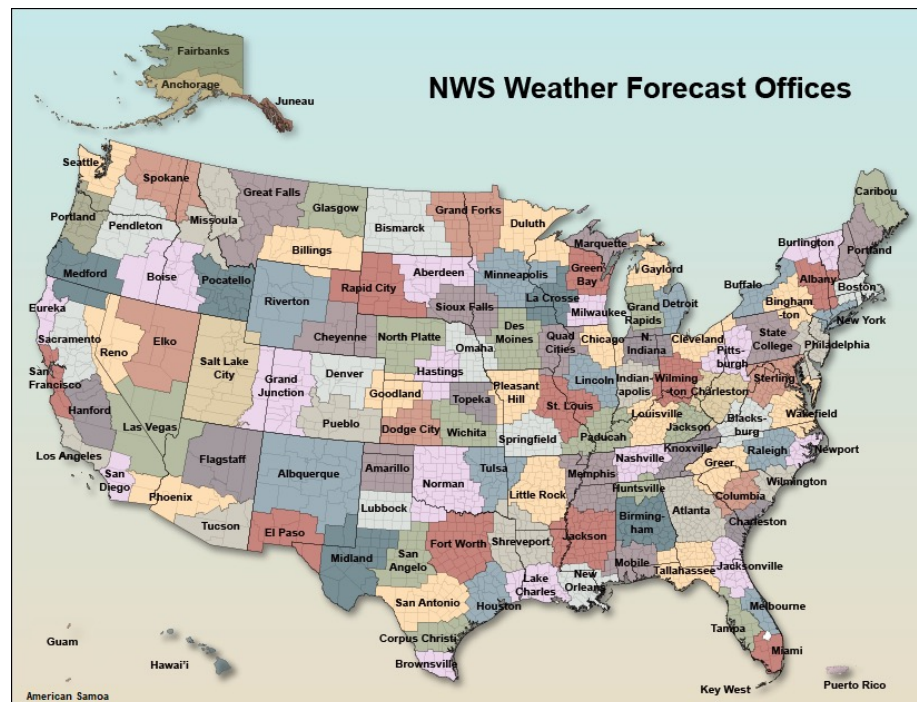 NWS Weather Forecast Offices
Fairbanks
Anchorage
Juneau
Seattle
Spokane
Great Falls
Glasgow
Missoula
Portland
Pendleton
Bismarck
Grand Forks
Duluth
Caribou
Billings
Marquette
Burlington
Portland
Medford
Boise
Pocatello
Riverton
Rapid City
Aberdeen
Minneapolis
Green
Bay
Gaylord
Buffalo
Albany
Boston
Eureka
Sioux Falls
La Crosse
Milwaukee
Grand
Rapids
Detroit
Bingham
-ton
New York
Sacramento
Reno
Elko
Salt Lake
City
Cheyenne
North Platte
Omaha
Des
Moines
Quad
Cities
Chicago
N.
Indiana
Cleveland
Pitts-
burgh
State
College
Philadelphia
San
Francisco
Hanford
Grand
Junction
Denver
Hastings
Goodland
Topeka
Pleasant
Hill
Lincoln
St. Louis
Indian-
apolis
Wilming
-ton
Charleston
Sterling
Las Vegas
Pueblo
Dodge City
Wichita
Springfield
Paducah
Louisville
Jackson
Blacks-
burg
Wakefield
Los Angeles
San
Diego
Flagstaff
Albquerque
Amarillo
Norman
Tulsa
Little Rock
Memphis
Nashville
Knoxville
Greer
Raleigh
Newport
Phoenix
Tucson
Lubbock
Huntsville
Columbia
Wilmington
El Paso
Midland
San
Angelo
Fort Worth
Shreveport
Jackson
Birming-
ham
Atlanta
Charleston
San Antonio
Houston
Lake
Charles
New
Orleans
Mobile
Tallahassee
Jacksonville
Corpus Christi
Brownsville
Melbourne
Tampa
Miami
Key West
Guam
Hawai'i
American Samoa
Puerto Rico